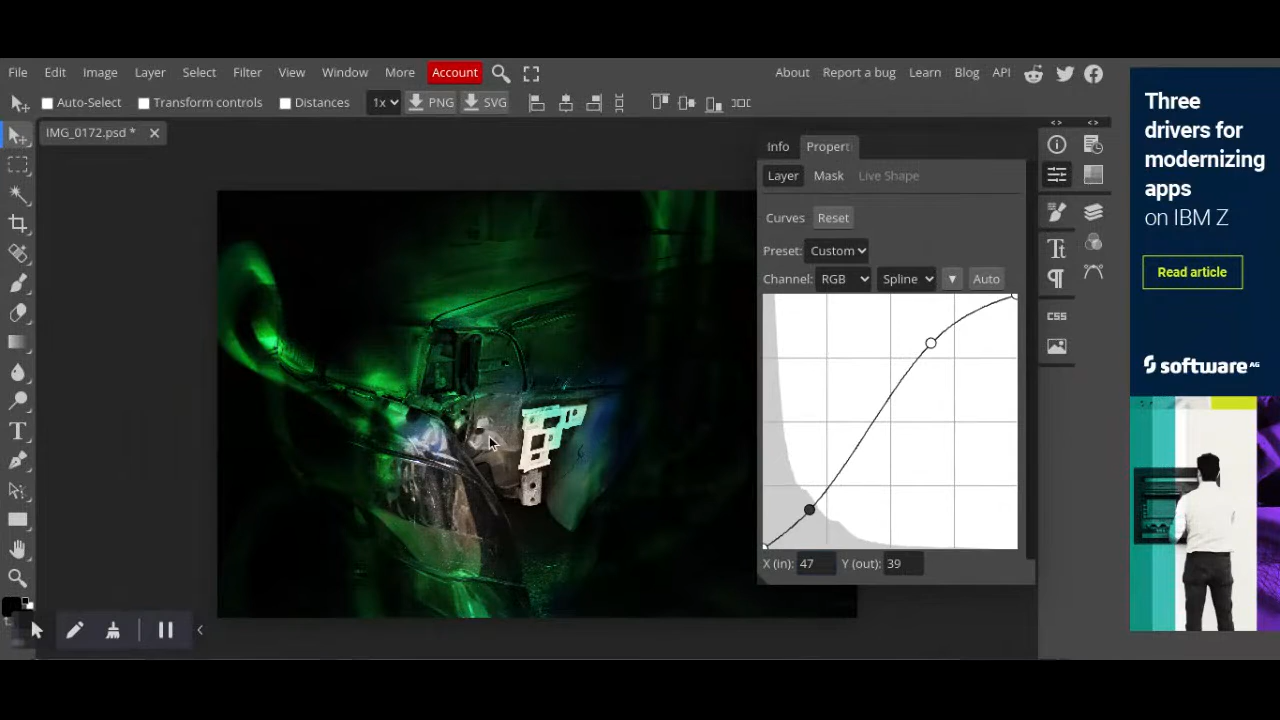 File Edit Image Layer Select Filter View Window More Account About Report a bug Learn Blog API
Auto-Select Transform controls Distances 1x PNG SVG
IMG_0172.psd *
Info Properti
Layer Mask Live Shape
Curves Reset
Preset: Custom
Channel: RGB Spline ▼ Auto
X (in): 47 Y (out): 39
CSS
Three
drivers for
modernizing
apps
on IBM Z
Read article
software AG